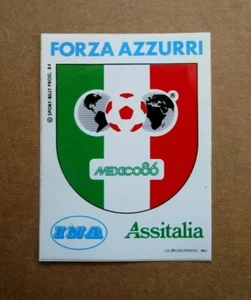 FORZA AZZURRI
© SPORT-BILLY PROD. 84
®
MEXICO86
INA
Assitalia